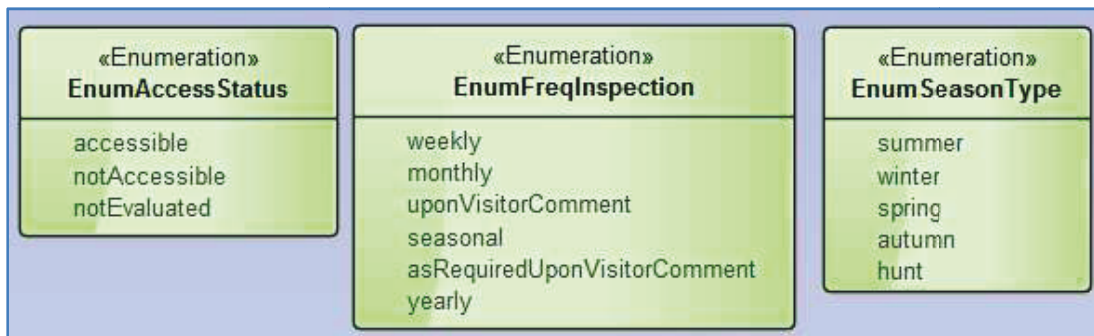 «Enumeration»
EnumAccessStatus
accessible
notAccessible
notEvaluated
«Enumeration»
EnumFreqInspection
weekly
monthly
uponVisitorComment
seasonal
asRequiredUponVisitorComment
yearly
«Enumeration»
EnumSeasonType
summer
winter
spring
autumn
hunt